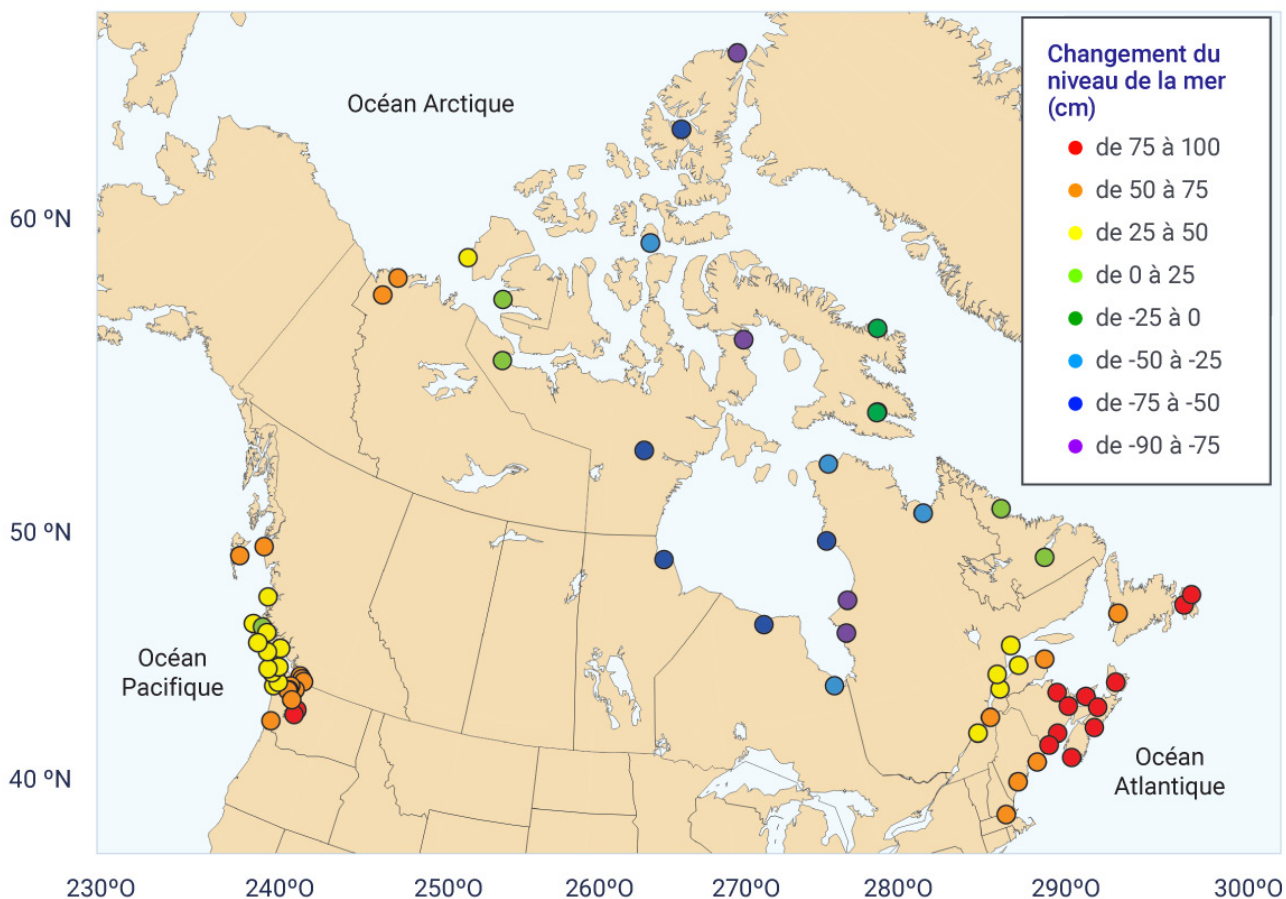 Océan Arctique
Changement du
niveau de la mer
(cm)
de 75 à 100
de 50 à 75
de 25 à 50
de 0 à 25
de -25 à 0
de -50 à -25
de -75 à -50
de -90 à -75
60 ºN
50 ºN
40 ºN
Océan
Pacifique
Océan
Atlantique
230ºO
240ºO
250ºO
260ºO
270ºO
280ºO
290ºO
300ºO